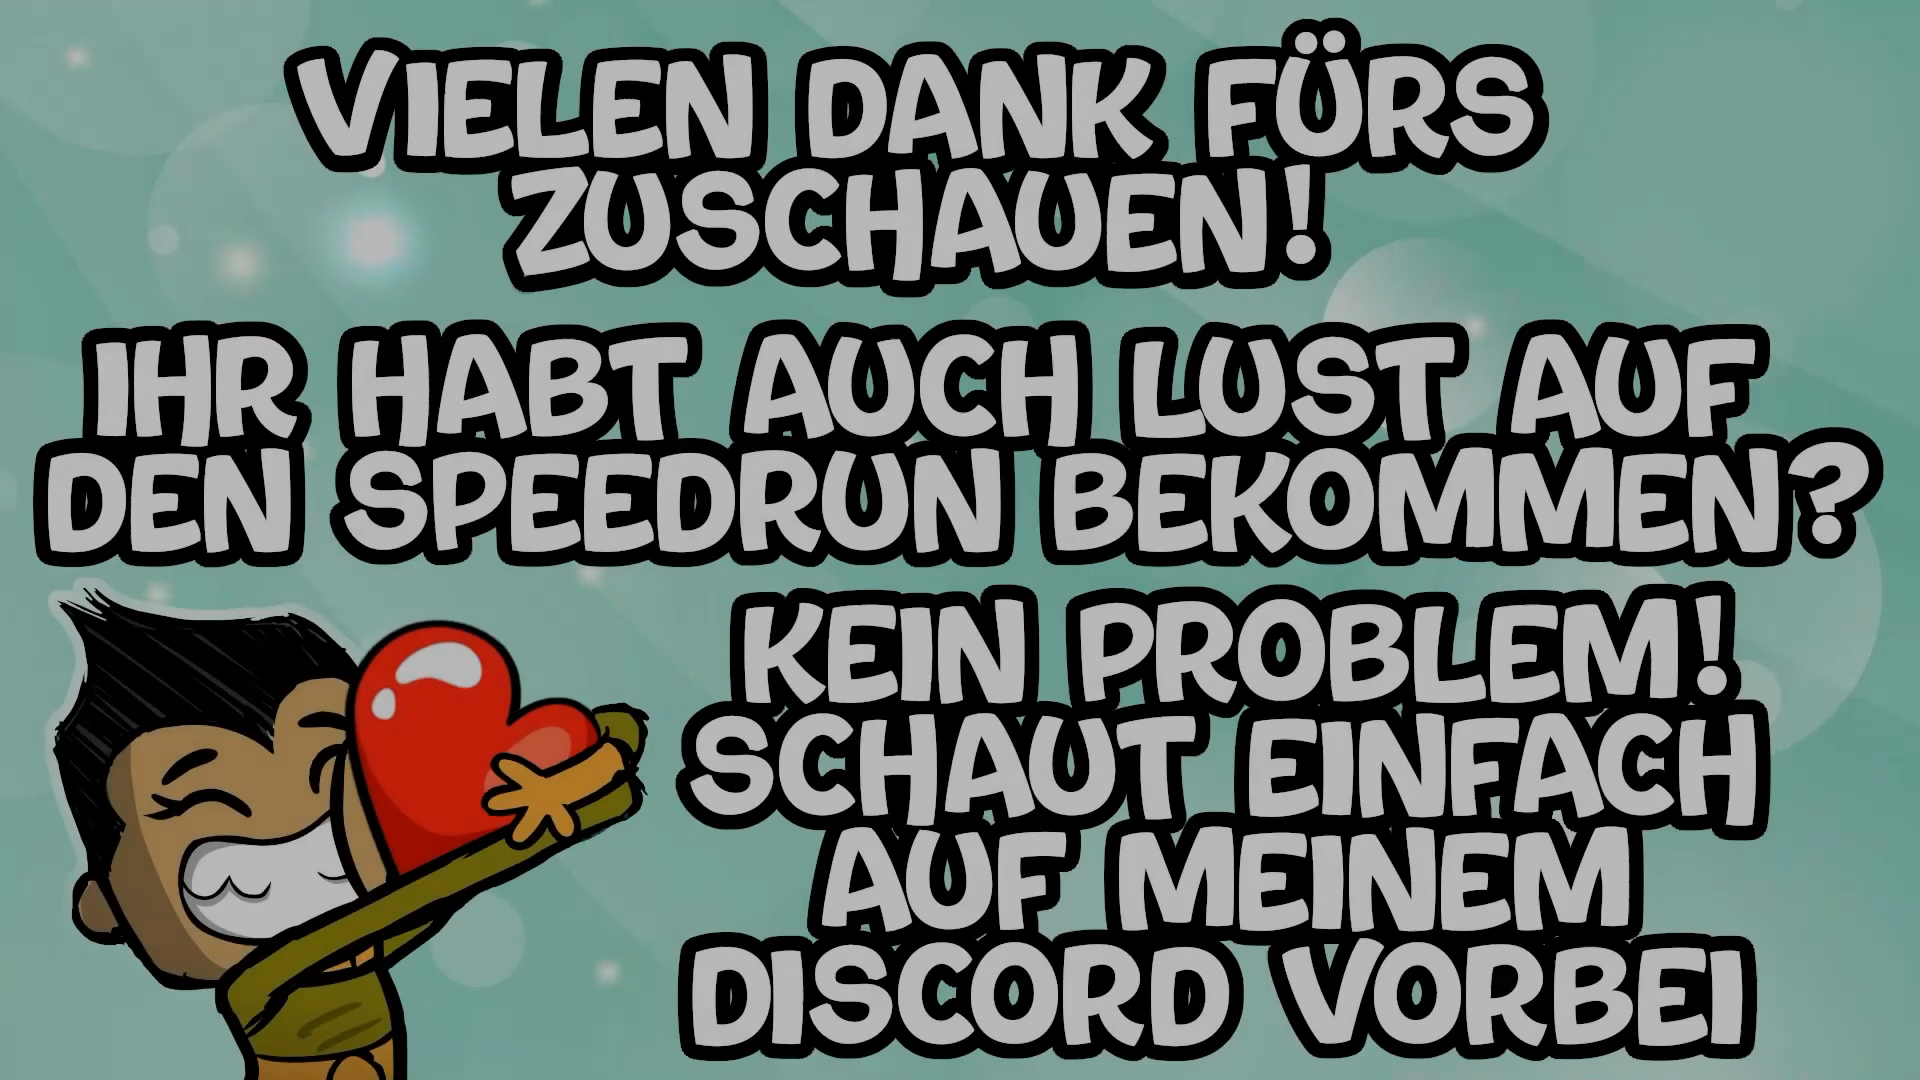 VIELEN DANK FÜRS
ZUSCHAUEN!
IHR HABT AUCH LUST AUF
DEN SPEEDRUN BEKOMMEN?
KEIN PROBLEM!
SCHAUT EINFACH
AUF MEINEM
DISCORD VORBEI